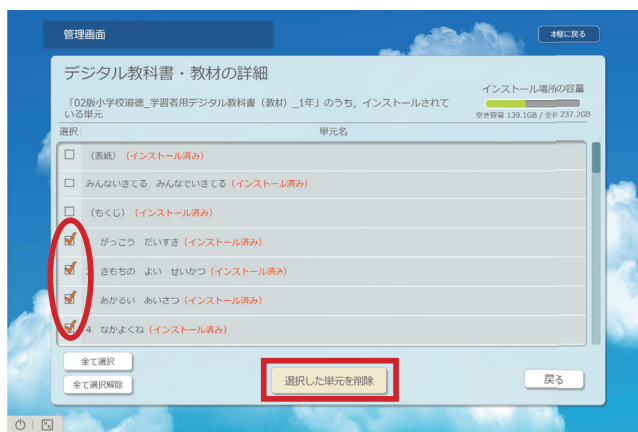 管理画面
本棚に戻る
デジタル教科書・教材の詳細
インストール場所の容量
「02版小学校道徳_学習者用デジタル教科書（教材）_1年」のうち，インストールされて
いる単元
空き容量 139.1GB / 全体 237.2GB
選択
単元名
（表紙）（インストール済み）
みんないきてる　みんなでいきてる（インストール済み）
（もくじ）（インストール済み）
がっこう　だいすき（インストール済み）
きもちの　よい　せいかつ（インストール済み）
あかるい　あいさつ（インストール済み）
4　なかよくね（インストール済み）
全て選択
全て選択解除
選択した単元を削除
戻る